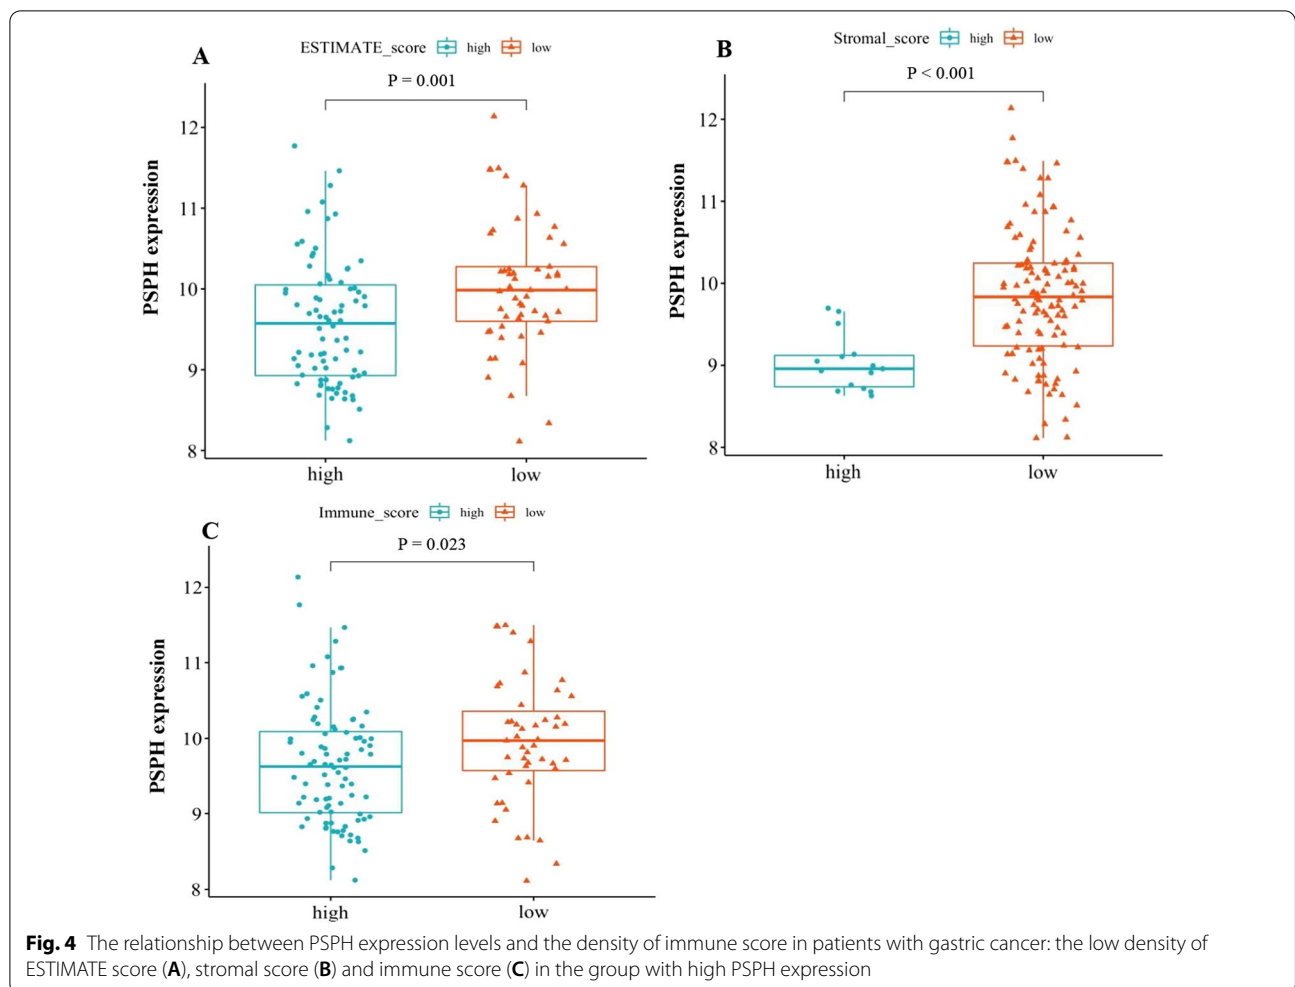 A
ESTIMATE_score high low
P = 0.001
PSPH expression
12
11
10
9
8
high low
B
Stromal_score high low
P < 0.001
PSPH expression
12
11
10
9
8
high low
C
Immune_score high low
P = 0.023
PSPH expression
12
11
10
9
8
high low
Fig. 4 The relationship between PSPH expression levels and the density of immune score in patients with gastric cancer: the low density of
ESTIMATE score (A), stromal score (B) and immune score (C) in the group with high PSPH expression